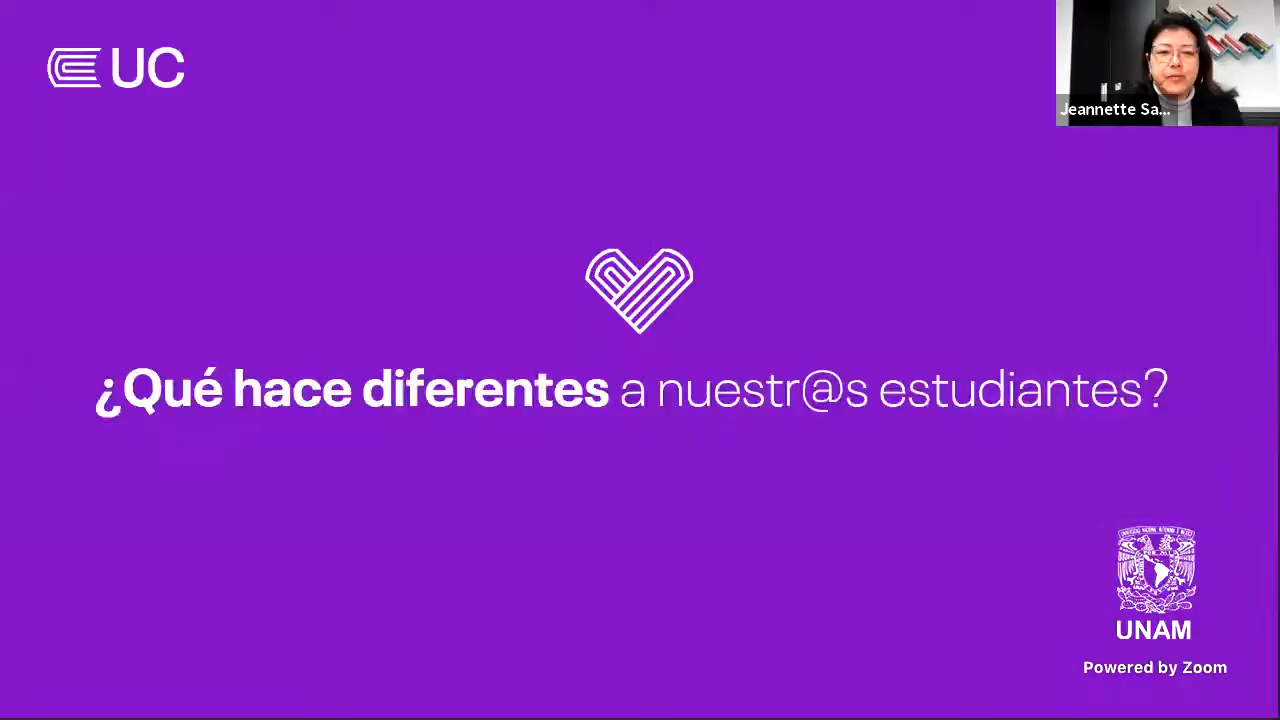 UC
Jeannette Sa...
¿Qué hace diferentes a nuestr@s estudiantes?
UNAM
Powered by Zoom